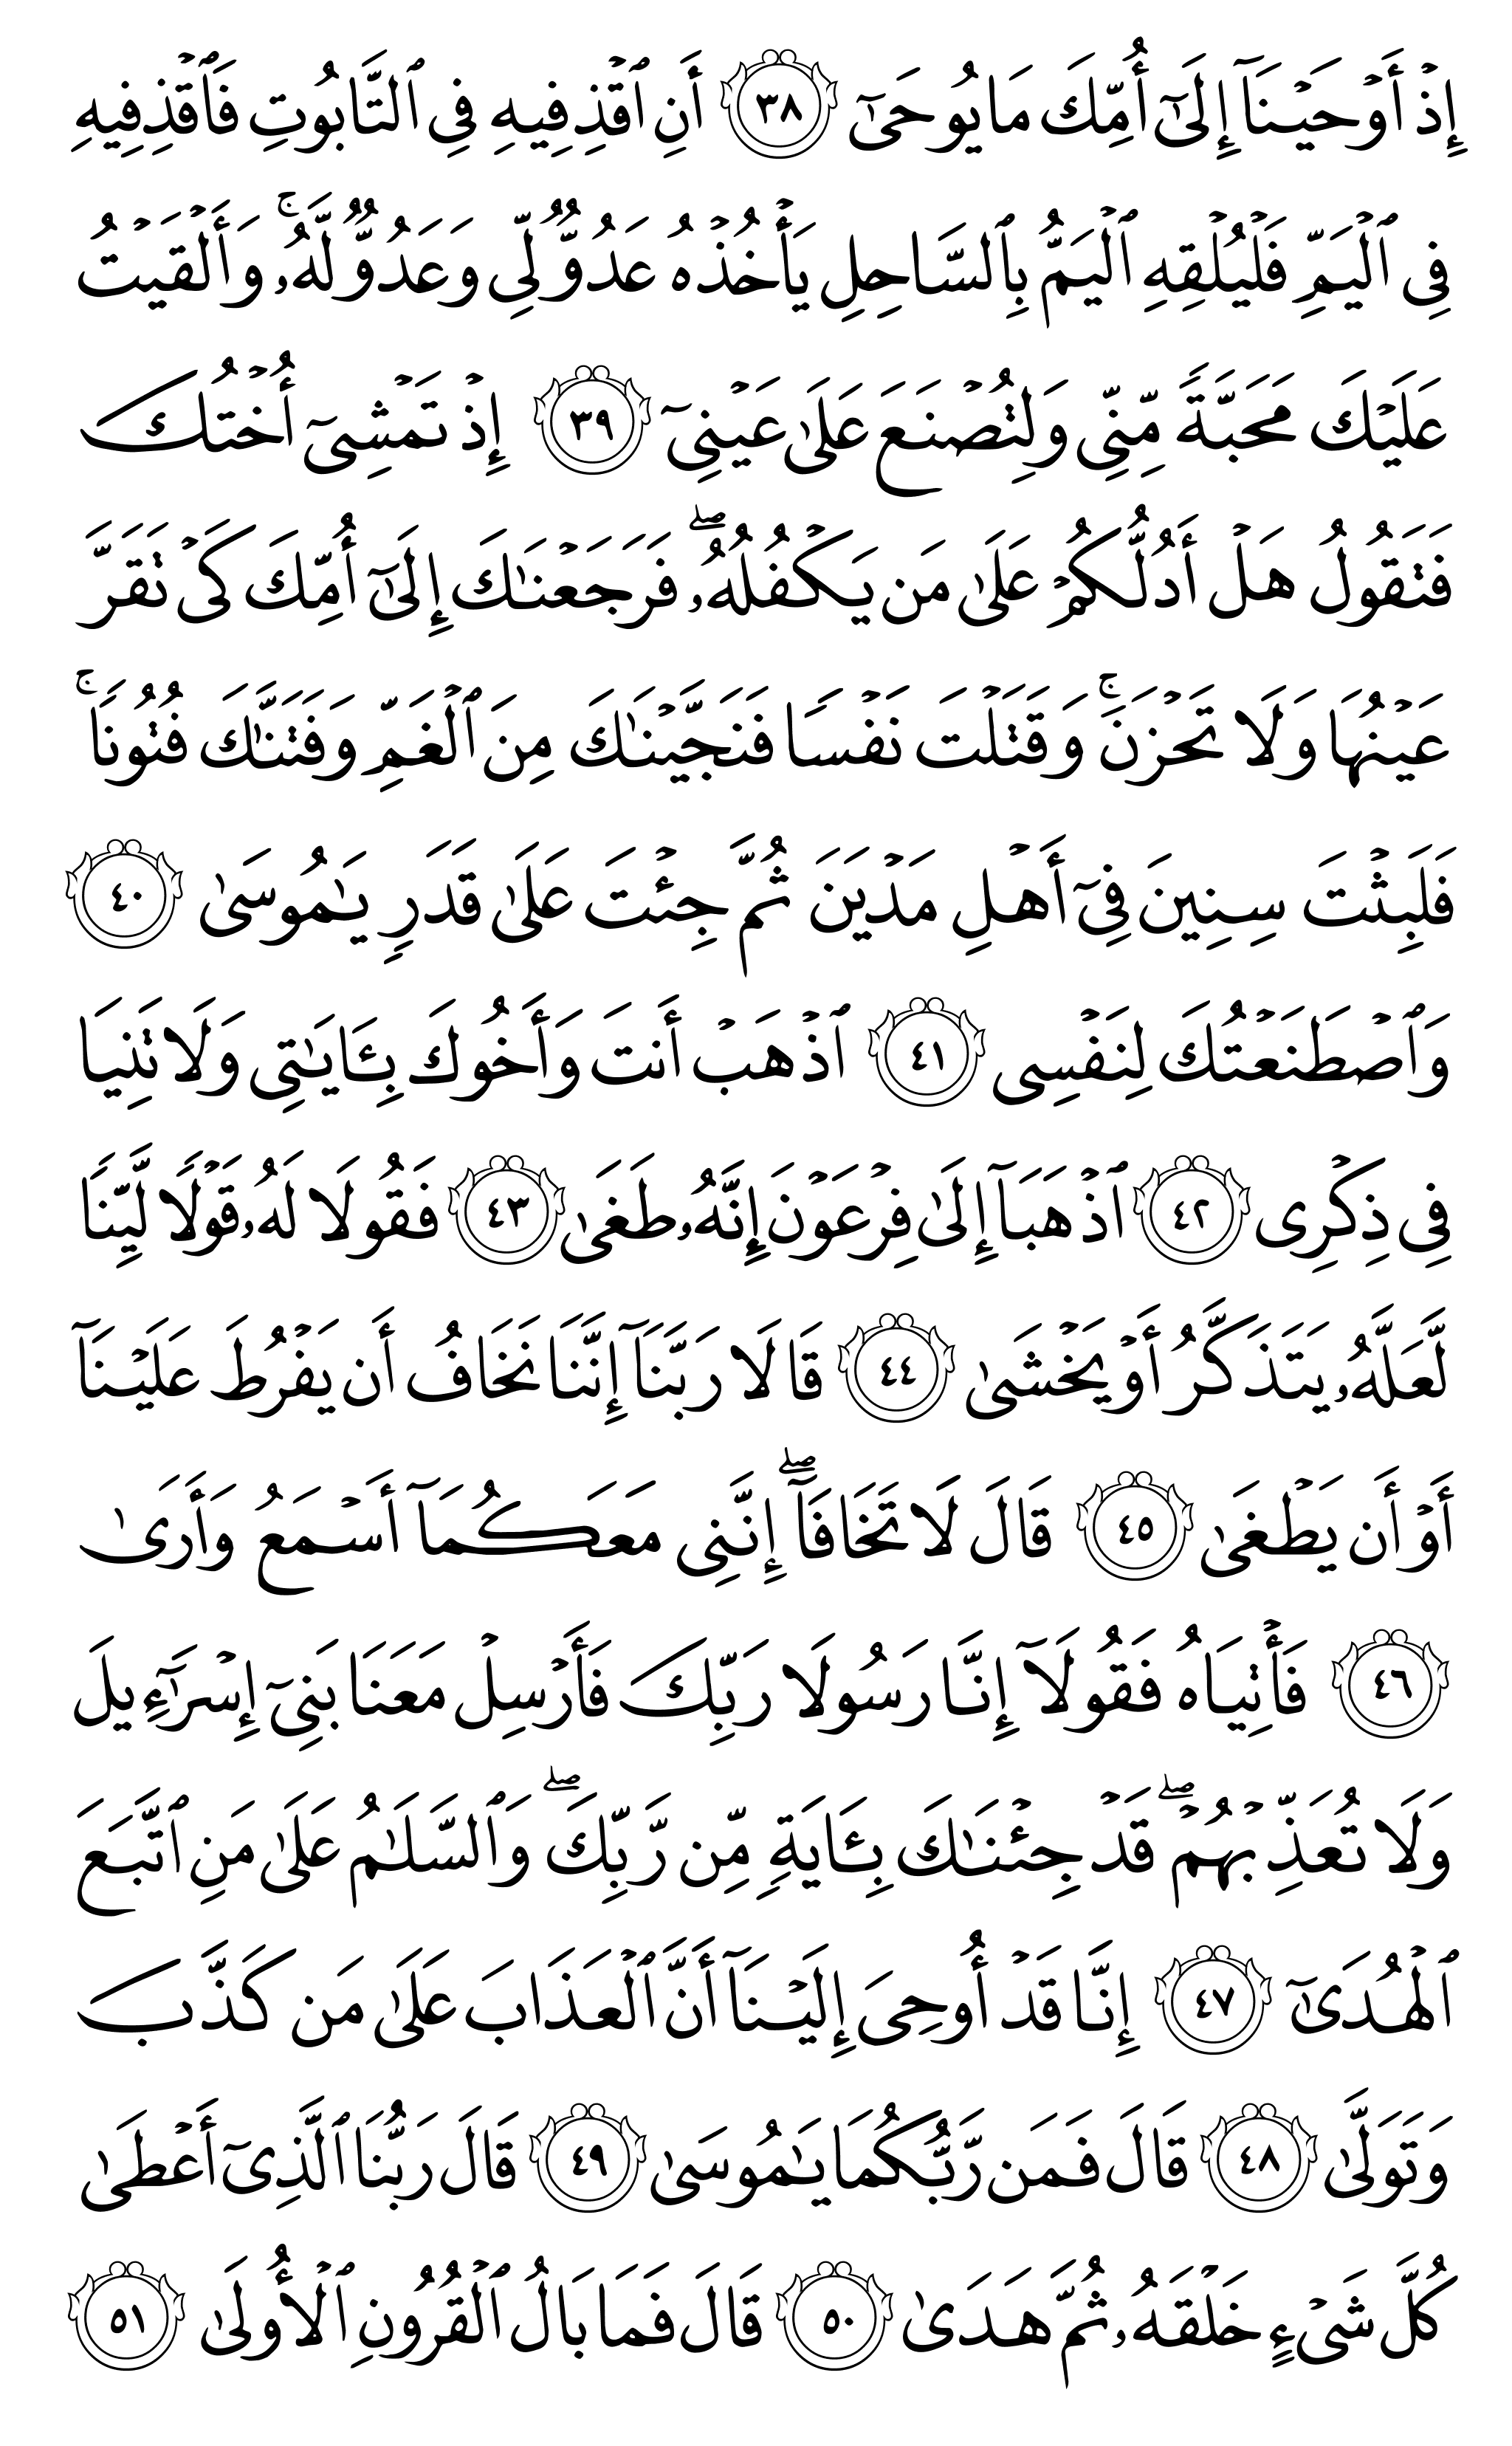 إِذۡ أَوۡحَيۡنَآ إِلَىٰٓ أُمِّكَ مَا يُوحَىٰٓ ٣٨ أَنِ ٱقۡذِفِيهِ فِي ٱلتَّابُوتِ فَٱقۡذِفِيهِ
فِي ٱلۡيَمِّ فَلۡيُلۡقِهِ ٱلۡيَمُّ بِٱلسَّاحِلِ يَأۡخُذۡهُ عَدُوّٞ لِّي وَعَدُوّٞ لَّهُۥۚ وَأَلۡقَيۡتُ
عَلَيۡكَ مَحَبَّةٗ مِّنِّي وَلِتُصۡنَعَ عَلَىٰ عَيۡنِيٓ ٣٩ إِذۡ تَمۡشِيٓ أُخۡتُكَ
فَتَقُولُ هَلۡ أَدُلُّكُمۡ عَلَىٰ مَن يَكۡفُلُهُۥۖ فَرَجَعۡنَٰكَ إِلَىٰٓ أُمِّكَ كَيۡ تَقَرَّ
عَيۡنُهَا وَلَا تَحۡزَنَۚ وَقَتَلۡتَ نَفۡسٗا فَنَجَّيۡنَٰكَ مِنَ ٱلۡغَمِّ وَفَتَنَّٰكَ فُتُونٗاۚ
فَلَبِثۡتَ سِنِينَ فِيٓ أَهۡلِ مَدۡيَنَ ثُمَّ جِئۡتَ عَلَىٰ قَدَرٖ يَٰمُوسَىٰ ٤٠
وَٱصۡطَنَعۡتُكَ لِنَفۡسِي ٤١ ٱذۡهَبۡ أَنتَ وَأَخُوكَ بِـَٔايَٰتِي وَلَا تَنِيَا
فِي ذِكۡرِي ٤٢ ٱذۡهَبَآ إِلَىٰ فِرۡعَوۡنَ إِنَّهُۥ طَغَىٰ ٤٣ فَقُولَا لَهُۥ قَوۡلٗا لَّيِّنٗا
لَّعَلَّهُۥ يَتَذَكَّرُ أَوۡ يَخۡشَىٰ ٤٤ قَالَا رَبَّنَآ إِنَّنَا نَخَافُ أَن يَفۡرُطَ عَلَيۡنَآ
أَوۡ أَن يَطۡغَىٰ ٤٥ قَالَ لَا تَخَافَآۖ إِنَّنِي مَعَكُمَآ أَسۡمَعُ وَأَرَىٰ
٤٦ فَأۡتِيَاهُ فَقُولَآ إِنَّا رَسُولَا رَبِّكَ فَأَرۡسِلۡ مَعَنَا بَنِيٓ إِسۡرَٰٓءِيلَ
وَلَا تُعَذِّبۡهُمۡۖ قَدۡ جِئۡنَٰكَ بِـَٔايَةٖ مِّن رَّبِّكَۖ وَٱلسَّلَٰمُ عَلَىٰ مَنِ ٱتَّبَعَ
ٱلۡهُدَىٰٓ ٤٧ إِنَّا قَدۡ أُوحِيَ إِلَيۡنَآ أَنَّ ٱلۡعَذَابَ عَلَىٰ مَن كَذَّبَ
وَتَوَلَّىٰ ٤٨ قَالَ فَمَن رَّبُّكُمَا يَٰمُوسَىٰ ٤٩ قَالَ رَبُّنَا ٱلَّذِيٓ أَعۡطَىٰ
كُلَّ شَيۡءٍ خَلۡقَهُۥ ثُمَّ هَدَىٰ ٥٠ قَالَ فَمَا بَالُ ٱلۡقُرُونِ ٱلۡأُولَىٰ ٥١